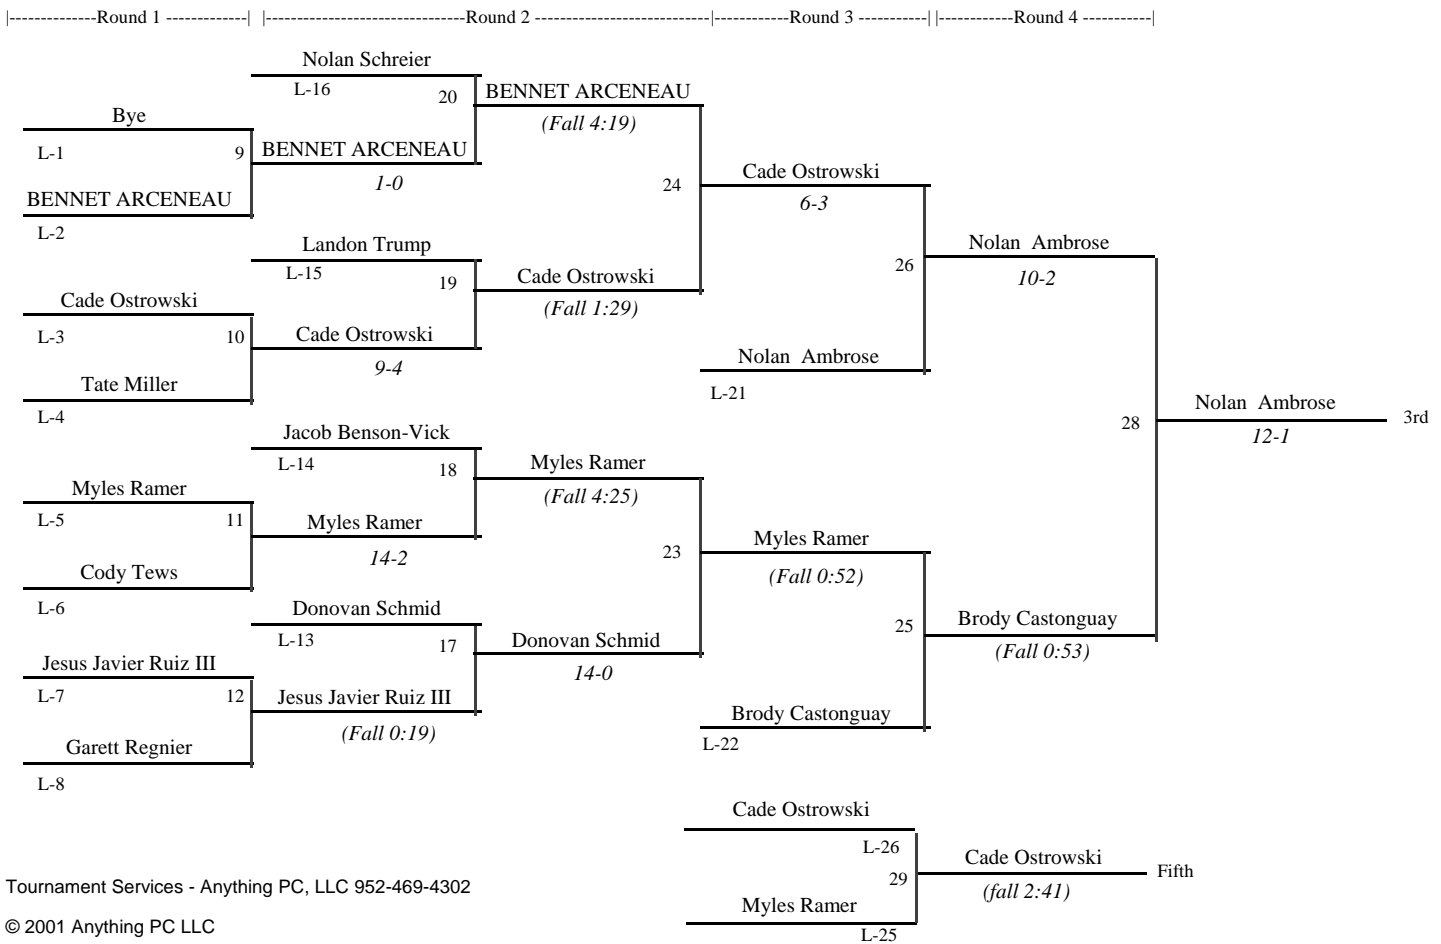 |--------------Round 1 -------------| |--------------------------------Round 2 ----------------------------|------------Round 3 -----------| |------------Round 4 -----------|
Nolan Schreier
L-16
20
BENNET ARCENEAU
(Fall 4:19)
Bye
L-1
9
BENNET ARCENEAU
1-0
BENNET ARCENEAU
L-2
24
Cade Ostrowski
6-3
Landon Trump
L-15
19
Cade Ostrowski
(Fall 1:29)
Cade Ostrowski
L-3
10
Cade Ostrowski
9-4
Tate Miller
L-4
26
Nolan Ambrose
10-2
Nolan Ambrose
L-21
28
Nolan Ambrose
12-1
3rd
Jacob Benson-Vick
L-14
18
Myles Ramer
(Fall 4:25)
Myles Ramer
L-5
11
Myles Ramer
14-2
Cody Tews
L-6
23
Myles Ramer
(Fall 0:52)
Donovan Schmid
L-13
17
Donovan Schmid
14-0
Jesus Javier Ruiz III
L-7
12
Jesus Javier Ruiz III
(Fall 0:19)
Garett Regnier
L-8
25
Brody Castonguay
(Fall 0:53)
Brody Castonguay
L-22
Cade Ostrowski
L-26
29
Cade Ostrowski
(fall 2:41)
Fifth
Myles Ramer
L-25
Tournament Services - Anything PC, LLC 952-469-4302
© 2001 Anything PC LLC